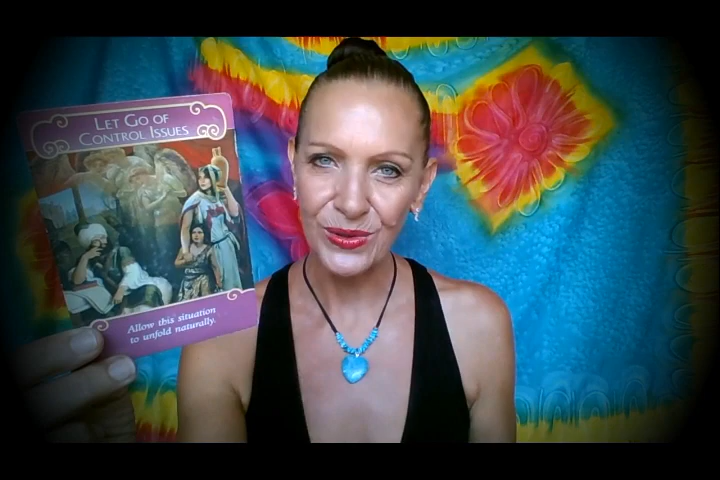 Let Go of
Control Issues
Allow this situation
to unfold naturally.